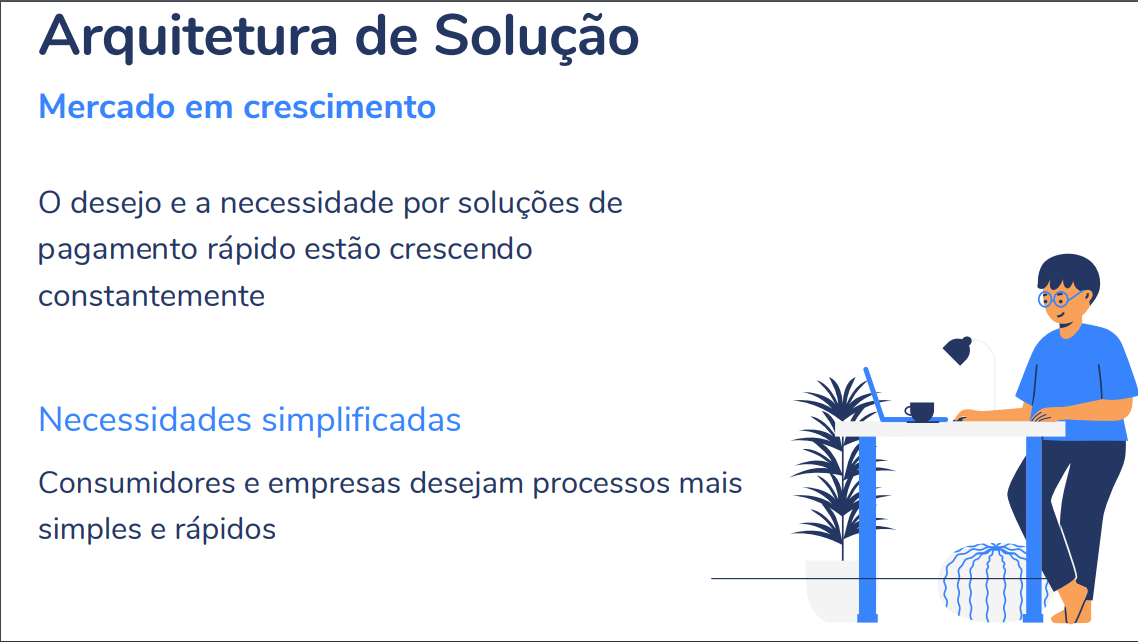 Arquitetura de Solução
Mercado em crescimento
O desejo e a necessidade por soluções de
pagamento rápido estão crescendo
constantemente
Necessidades simplificadas
Consumidores e empresas desejam processos mais
simples e rápidos